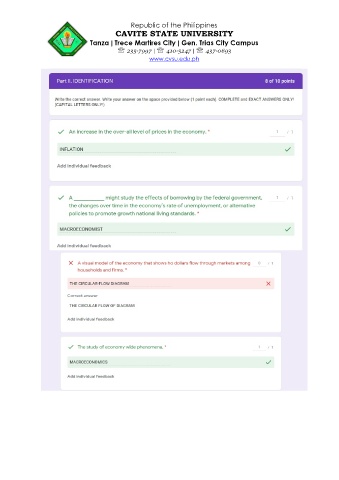 Republic of the Philippines
CAVITE STATE UNIVERSITY
Tanza | Trece Martires City | Gen. Trias City Campus
☏ 235-7997 | ☏ 410-5247 | ☏ 437-0693
www.cvsu.edu.ph
Part II. IDENTIFICATION 8 of 10 points
Write the correct answer. Write your answer on the space provided below (1 point each). COMPLETE and EXACT ANSWERS ONLY!
(CAPITAL LETTERS ONLY!)
An increase in the over-all level of prices in the economy. * 1 / 1
INFLATION
Add individual feedback
A __________ might study the effects of borrowing by the federal government, 1 / 1
the changes over time in the economy's rate of unemployment, or alternative
policies to promote growth national living standards. *
MACROECONOMIST
Add individual feedback
A visual model of the economy that shows ho dollars flow through markets among 0 / 1
households and firms. *
THE CIRCULAR FLOW DIAGRAM
Correct answer
THE CIRCULAR FLOW OF DIAGRAM
Add individual feedback
The study of economy wide phenomena. * 1 / 1
MACROECONOMICS
Add individual feedback